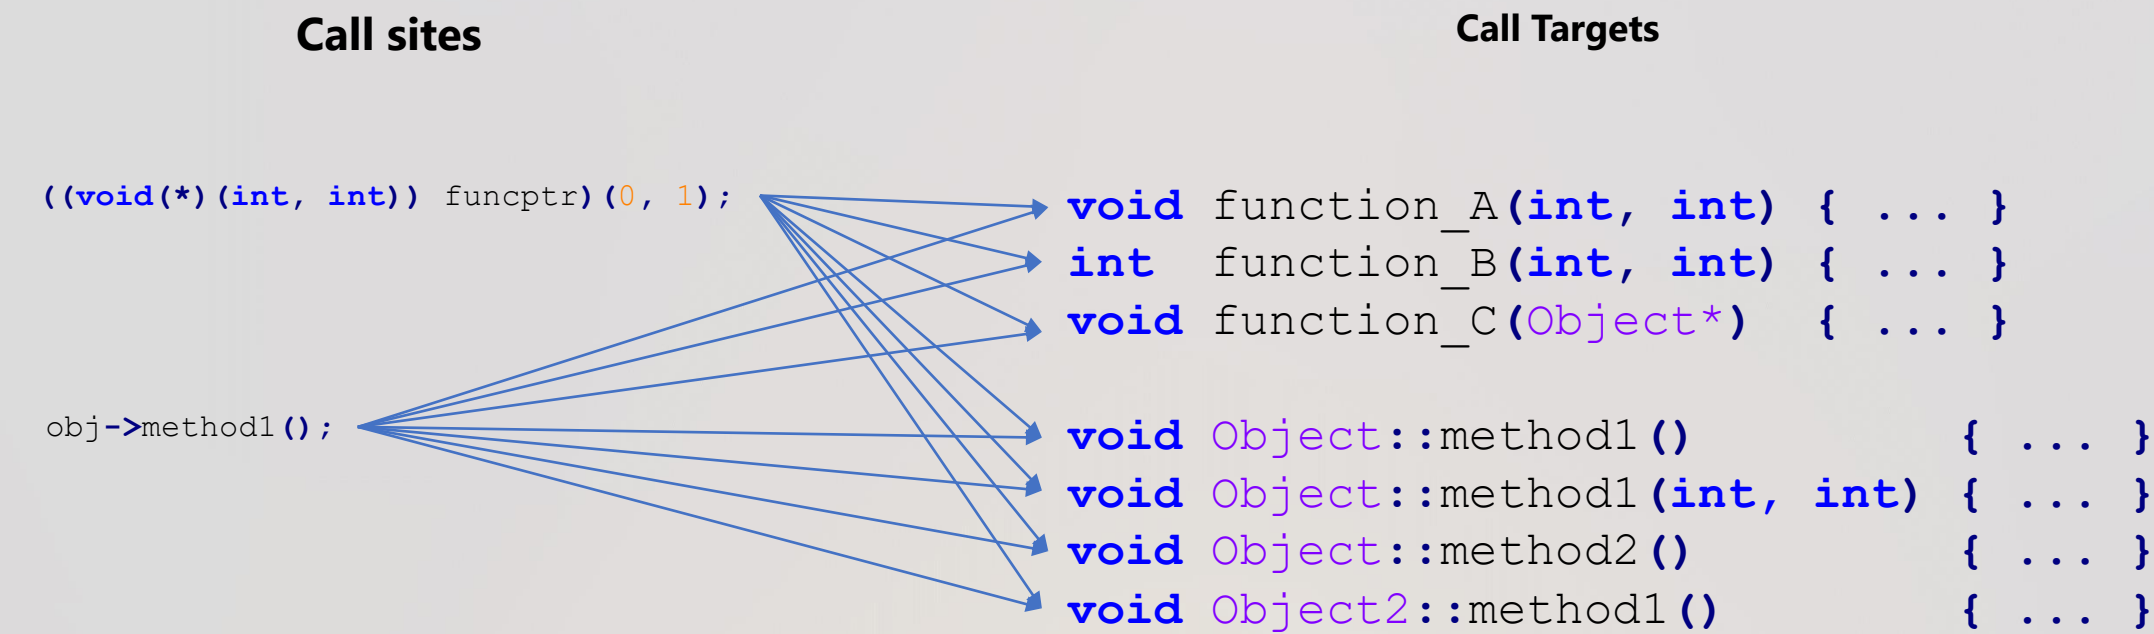 Call sites
Call Targets
((void(*)(int, int)) funcptr)(0, 1);
void function_A(int, int) { ... }
int function_B(int, int) { ... }
void function_C(Object*) { ... }
obj->method1();
void Object::method1() { ... }
void Object::method1(int, int) { ... }
void Object::method2() { ... }
void Object2::method1() { ... }